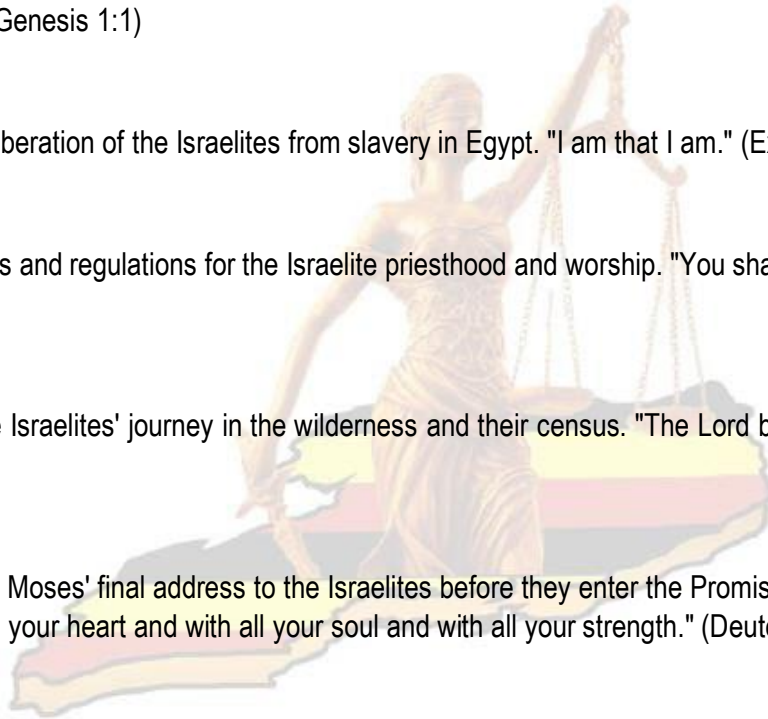 Genesis 1:1)
beration of the Israelites from slavery in Egypt. "I am that I am." (E
s and regulations for the Israelite priesthood and worship. "You sha
Israelites' journey in the wilderness and their census. "The Lord b
Moses' final address to the Israelites before they enter the Promis
your heart and with all your soul and with all your strength." (Deut